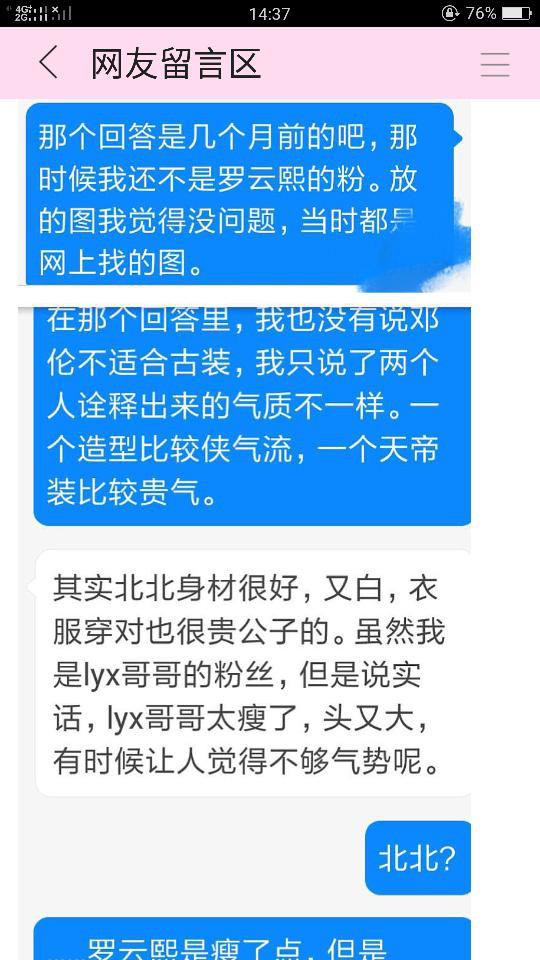 4G 2G
14:37
76%
网友留言区
那个回答是几个月前的吧，那
时候我还不是罗云熙的粉。放
的图我觉得没问题，当时都是
网上找的图。
在那个回答里，我也没有说邓
伦不适合古装，我只说了两个
人诠释出来的气质不一样。一
个造型比较侠气流，一个天帝
装比较贵气。
其实北北身材很好，又白，衣
服穿对也很贵公子的。虽然我
是lyx哥哥的粉丝，但是说实
话，lyx哥哥太瘦了，头又大，
有时候让人觉得不够气势呢。
北北？
......罗云熙是瘦了点，但是